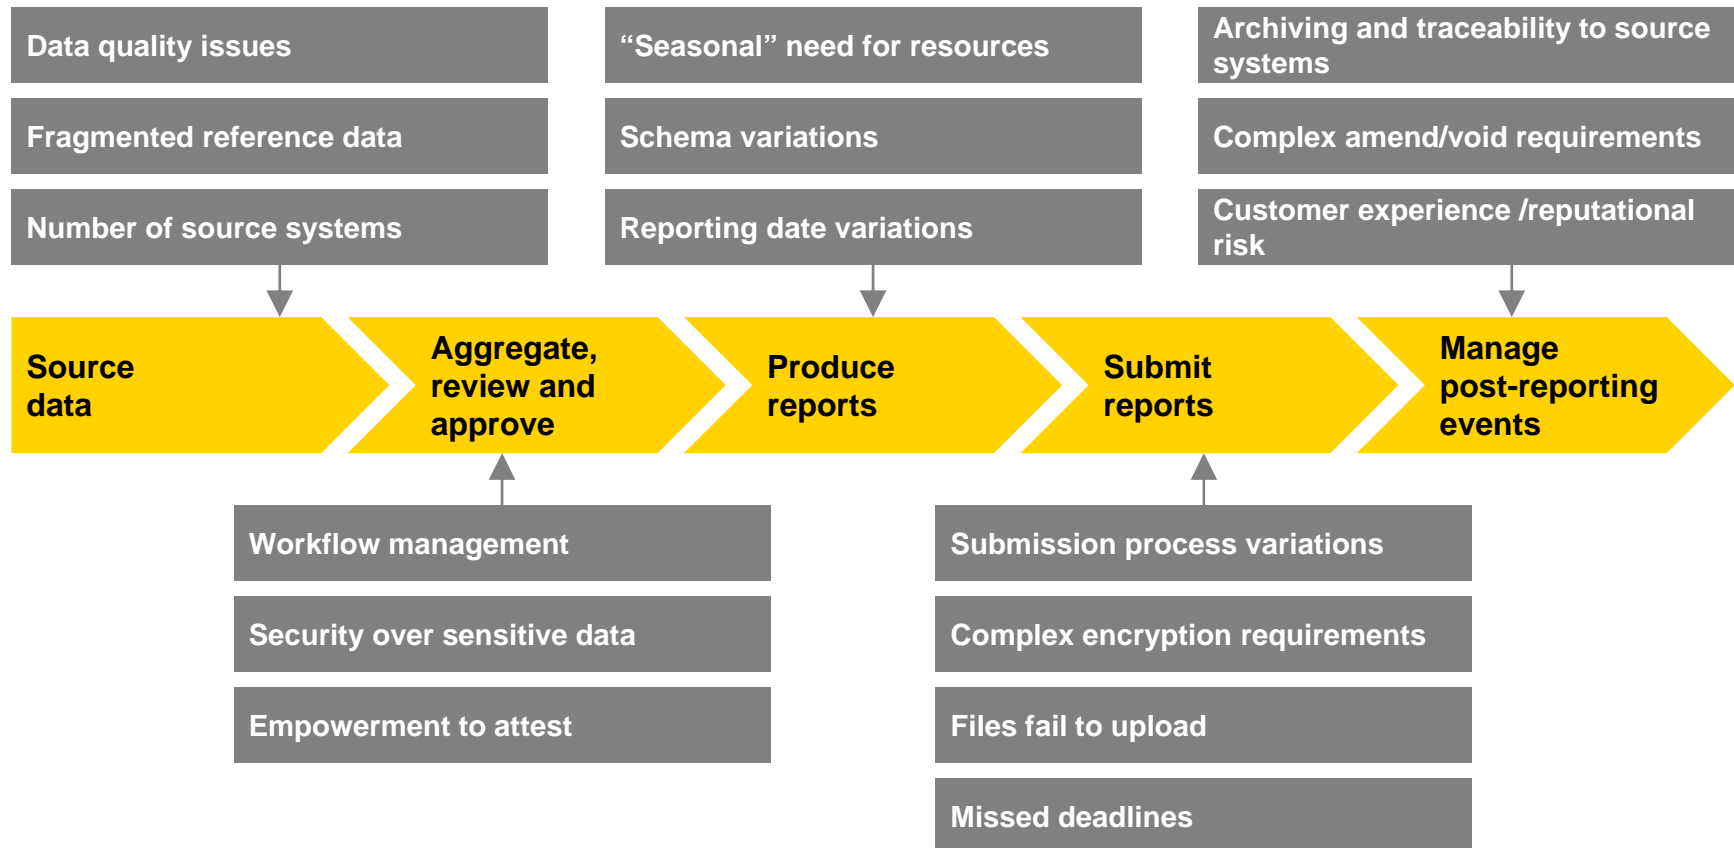 Data quality issues
Fragmented reference data
Number of source systems
“Seasonal” need for resources
Schema variations
Reporting date variations
Archiving and traceability to source
systems
Complex amend/void requirements
Customer experience /reputational
risk
Source
data
Aggregate,
review and
approve
Produce
reports
Submit
reports
Manage
post-reporting
events
Workflow management
Security over sensitive data
Empowerment to attest
Submission process variations
Complex encryption requirements
Files fail to upload
Missed deadlines